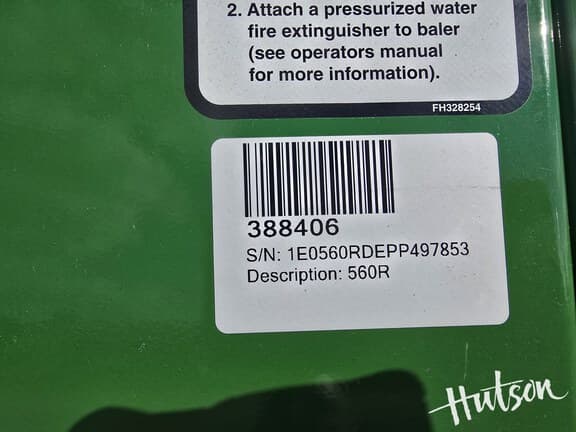 2. Attach a pressurized water
fire extinguisher to baler
(see operators manual
for more information).
FH328254
388406
S/N: 1E0560RDEPP497853
Description: 560R
Hutson